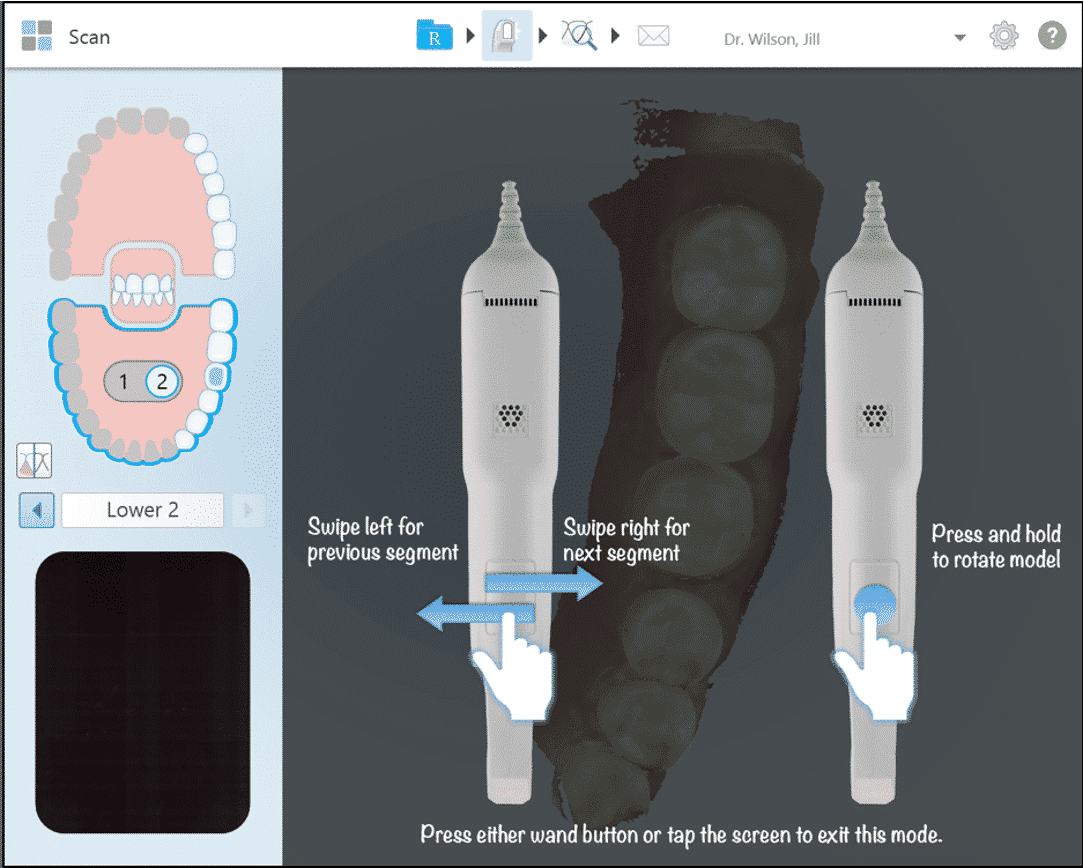 Scan
R
Dr. Wilson, Jill
?
1 2
Lower 2
Swipe left for
previous segment
Swipe right for
next segment
Press and hold
to rotate model
Press either wand button or tap the screen to exit this mode.